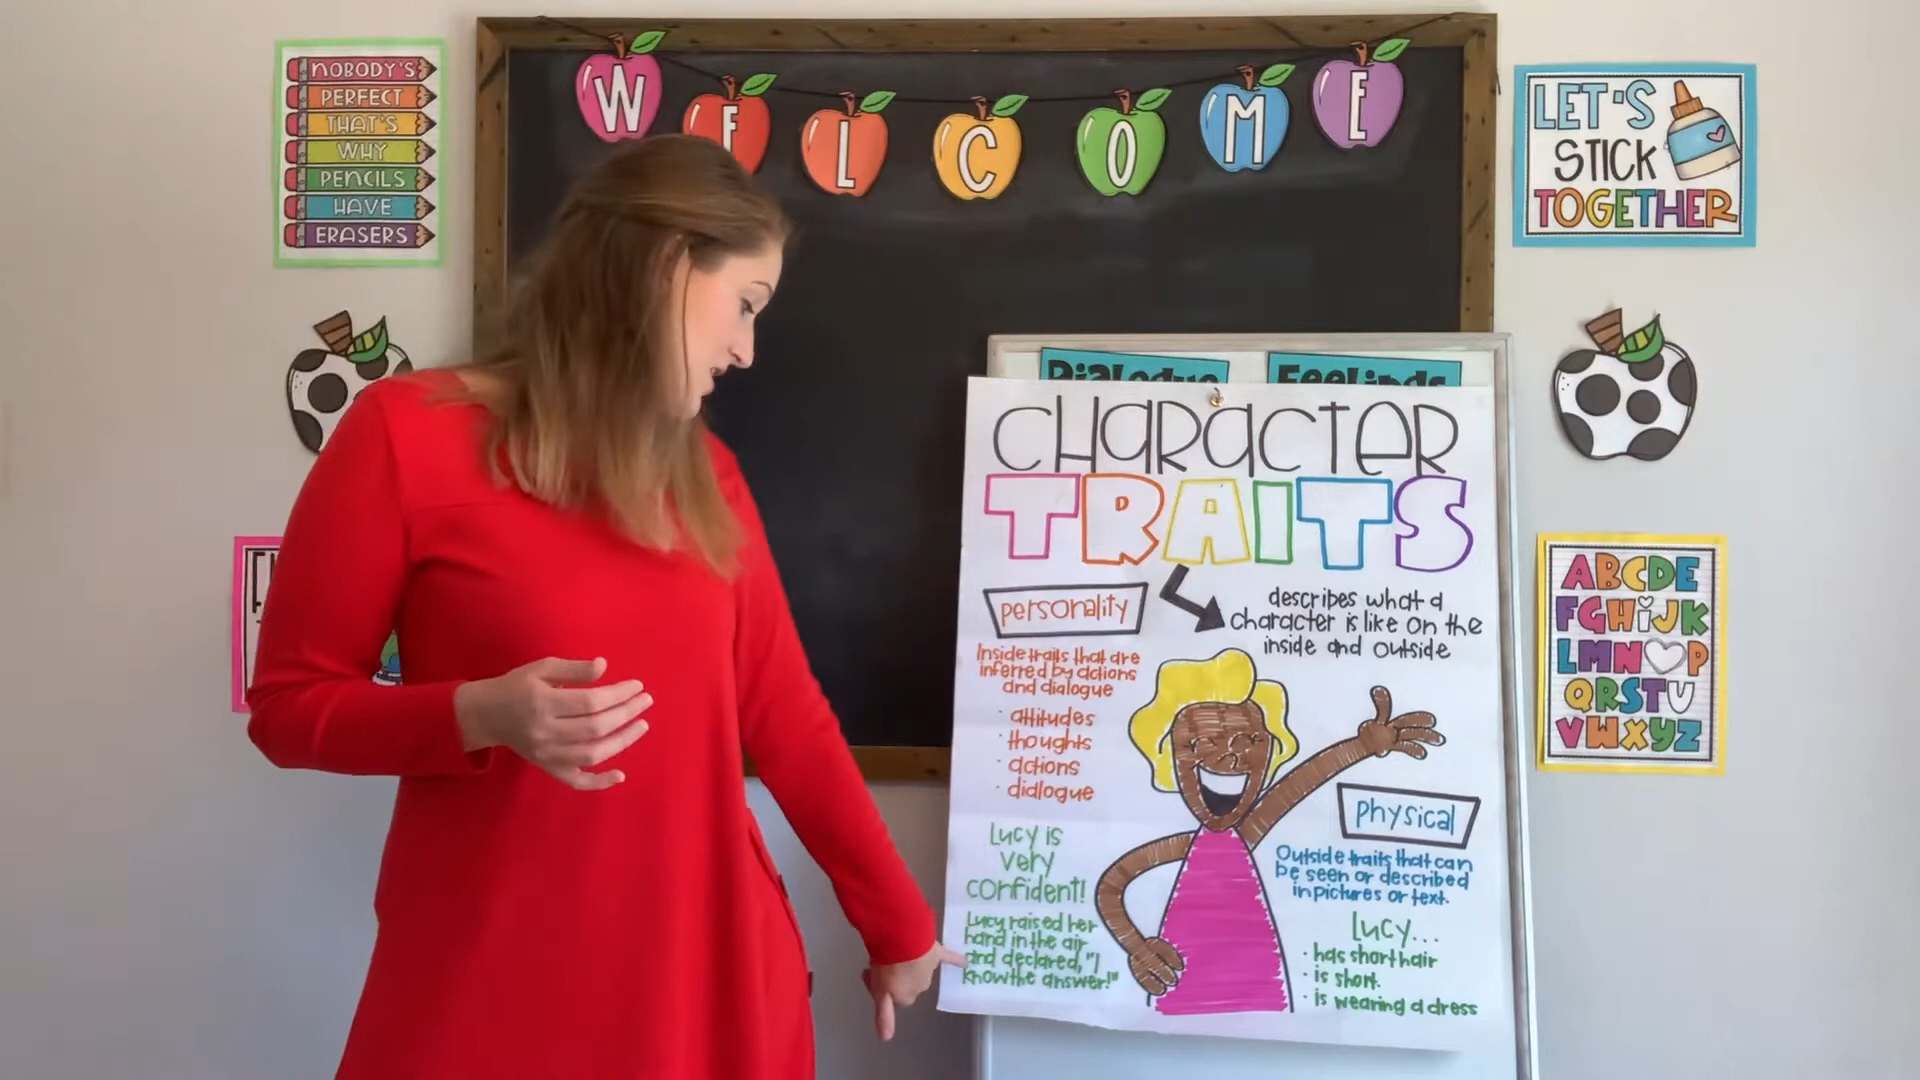 WELCOME
NOBODY'S
PERFECT
THAT'S
WHY
PENCILS
HAVE
ERASERS
LET'S
STICK
TOGETHER
Dialogue
Feelings
CHARACTER
TRAITS
personality
describes what a
character is like on the
inside and outside
Inside traits that are
inferred by actions
and dialogue
· attitudes
· thoughts
· actions
· dialogue
Lucy is
very
confident!
Lucy raised her
hand in the air
and declared, "I
know the answer!"
physical
Outside traits that can
be seen or described
in pictures or text.
Lucy...
· has short hair
· is short.
· is wearing a dress
ABCDE
FGHIJK
LMN P
QRSTU
VWXYZ